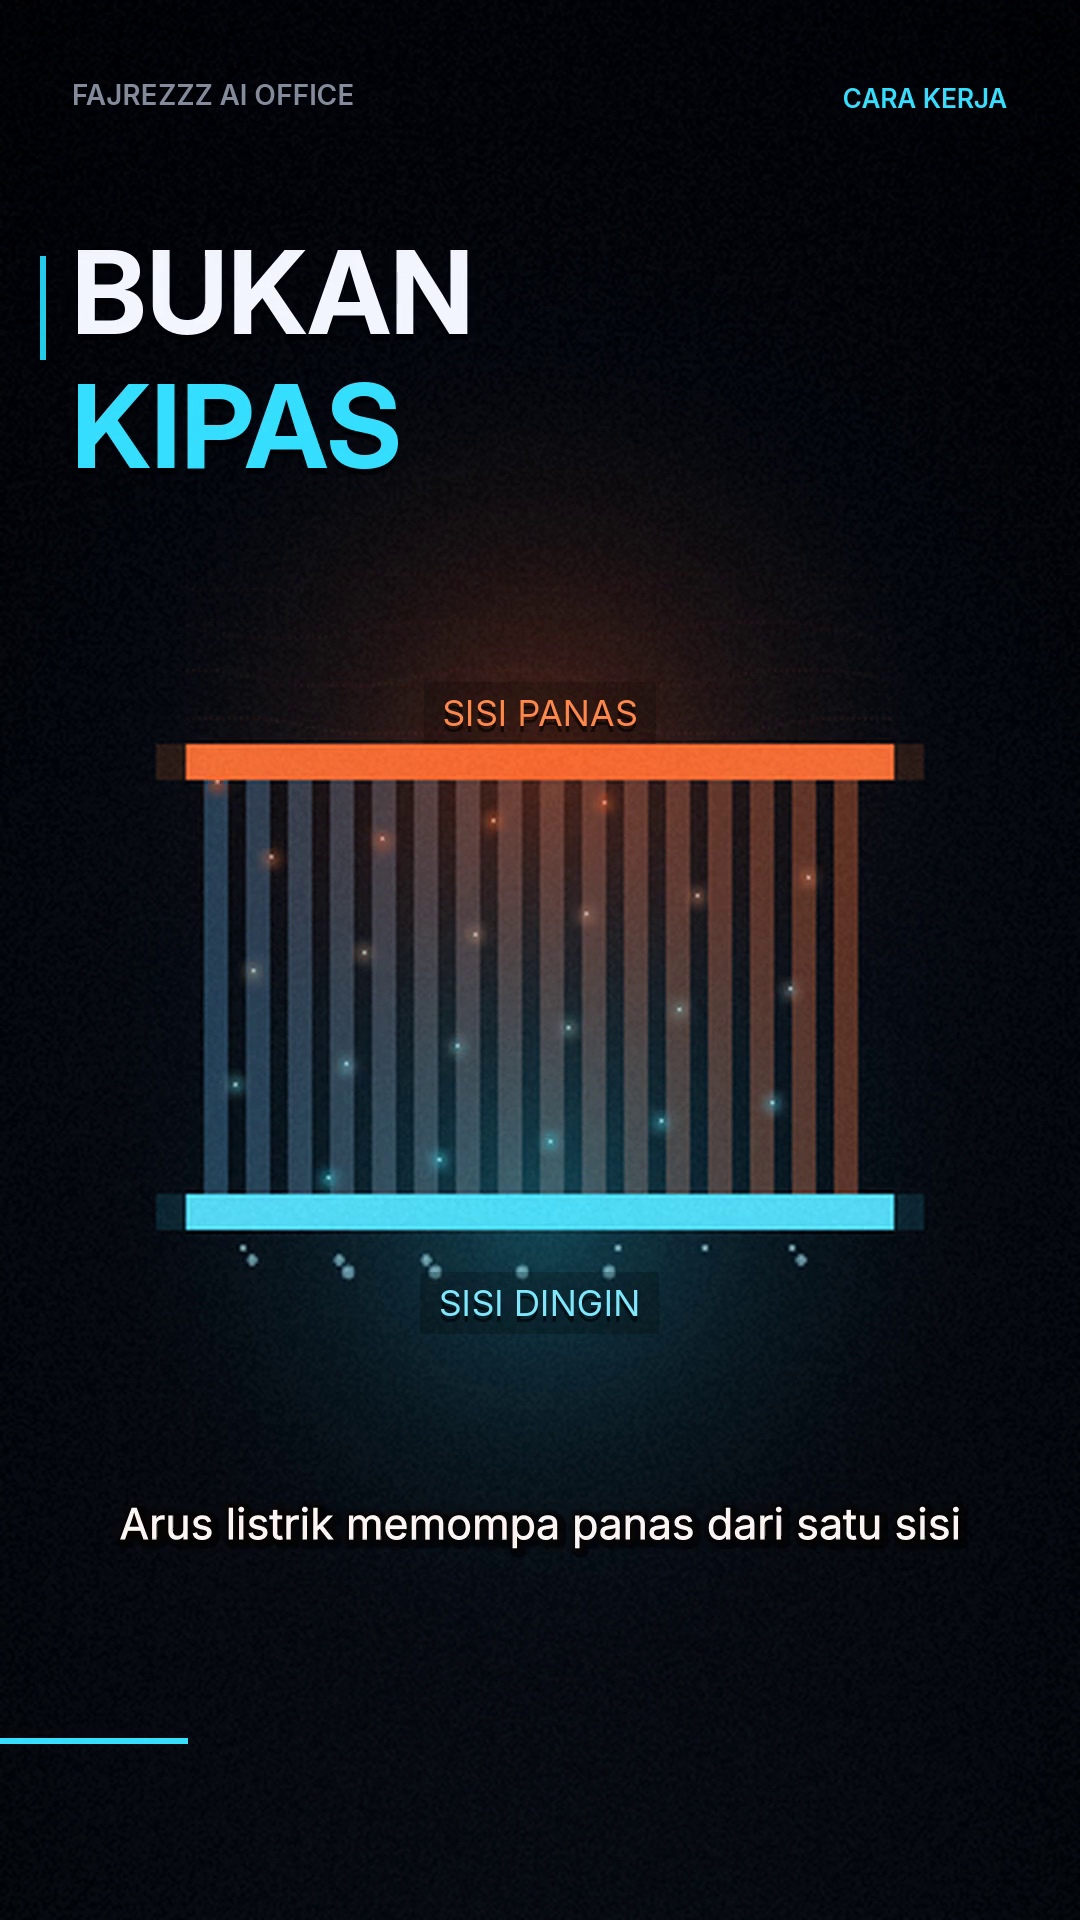 FAJREZZZ AI OFFICE
CARA KERJA
BUKAN
KIPAS
SISI PANAS
SISI DINGIN
Arus listrik memompa panas dari satu sisi